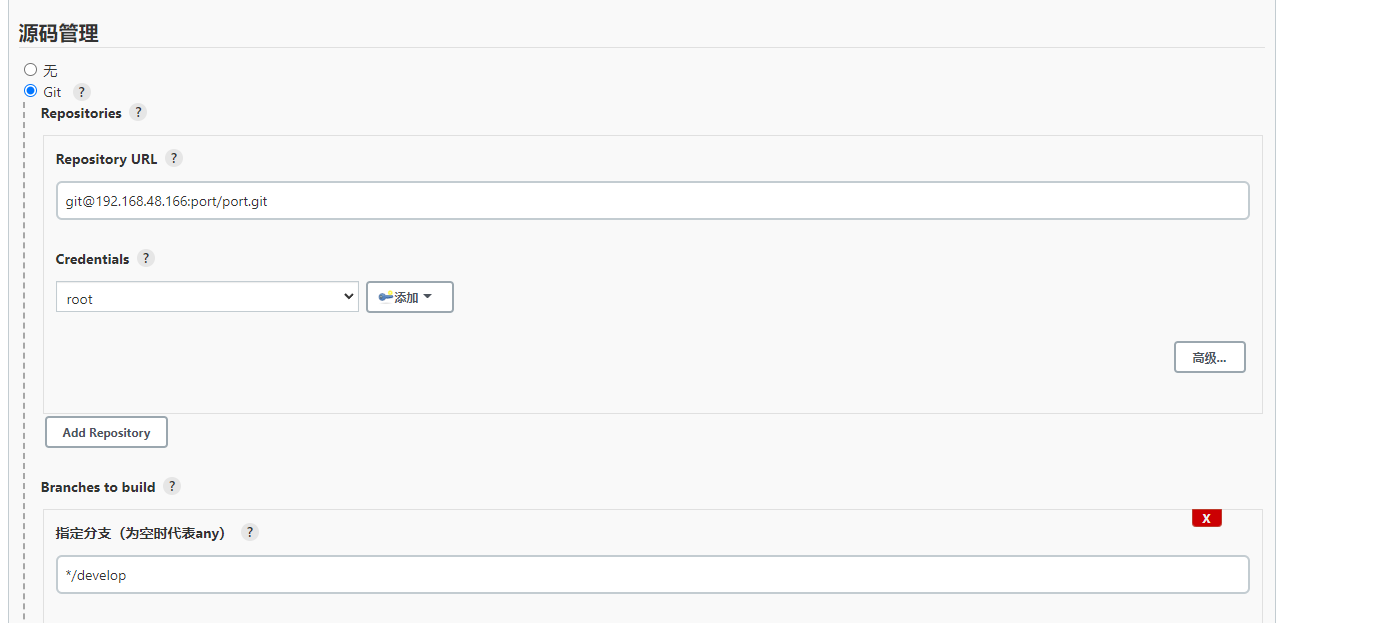 源码管理
无
Git ?
Repositories ?
Repository URL ?
git@192.168.48.166:port/port.git
Credentials ?
root 添加
高级...
Add Repository
Branches to build ?
X
指定分支（为空时代表any） ?
*/develop